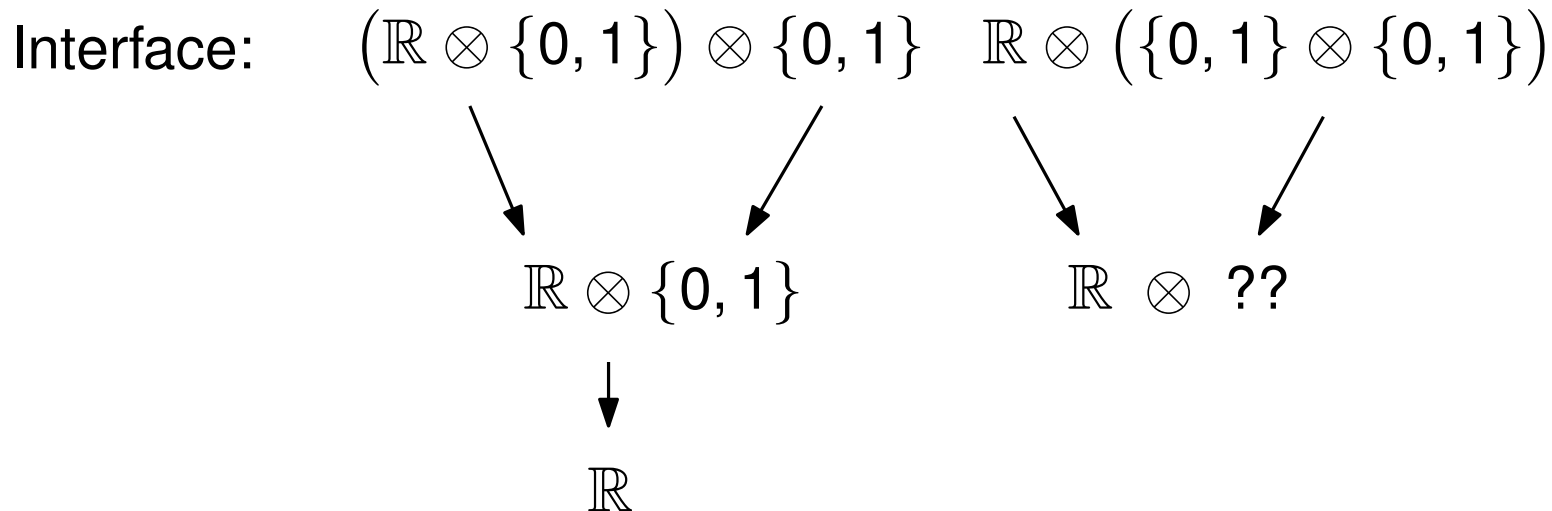 Interface: (ℝ ⊗ {0, 1}) ⊗ {0, 1} ℝ ⊗ ({0, 1} ⊗ {0, 1})
ℝ ⊗ {0, 1} ℝ ⊗ ??
ℝ